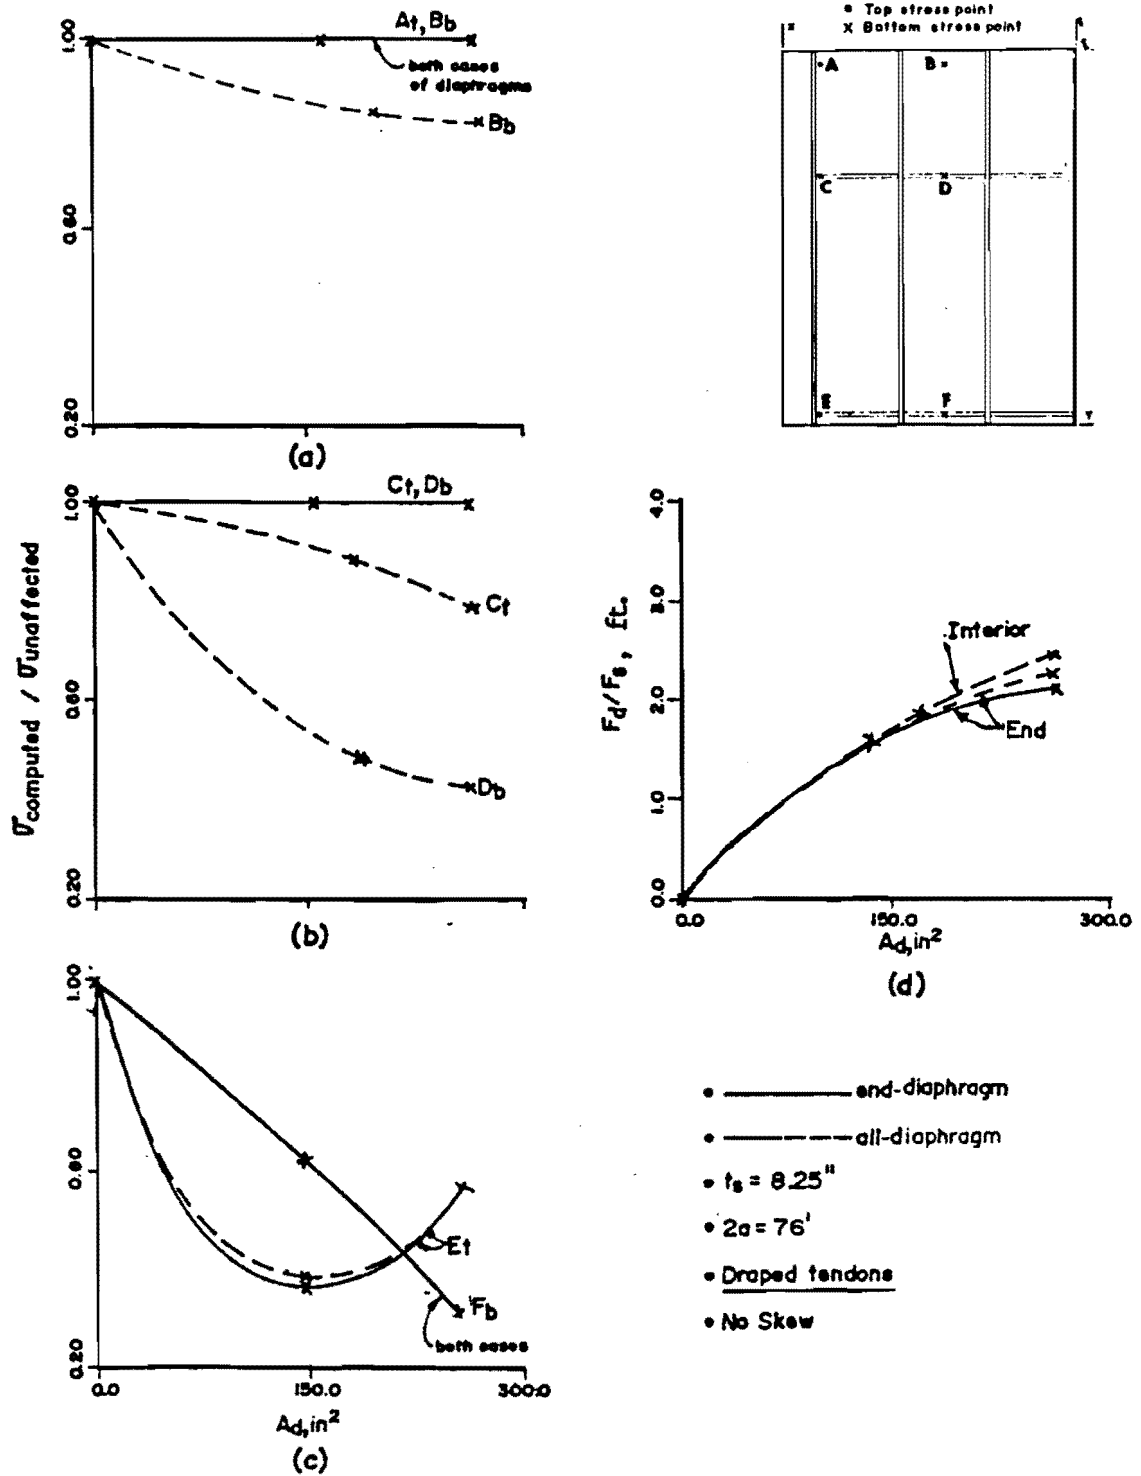 At, Bb
1.00
both cases
of diaphragms
Bb
0.60
0.20
(a)
• Top stress point
x Bottom stress point
A
B
C
D
E
F
σcomputed / σunaffected
Ct, Db
1.00
Ct
0.60
Db
0.20
(b)
Fd/Fs, ft.
4.0
3.0
Interior
2.0
End
1.0
0.0
0.0
150.0
300.0
Ad,in²
(d)
1.00
0.60
Et
Fb
both cases
0.20
0.0
150.0
300.0
Ad,in²
(c)
• end-diaphragm
• all-diaphragm
• ts = 8.25"
• 2a = 76'
• Draped tendons
• No Skew